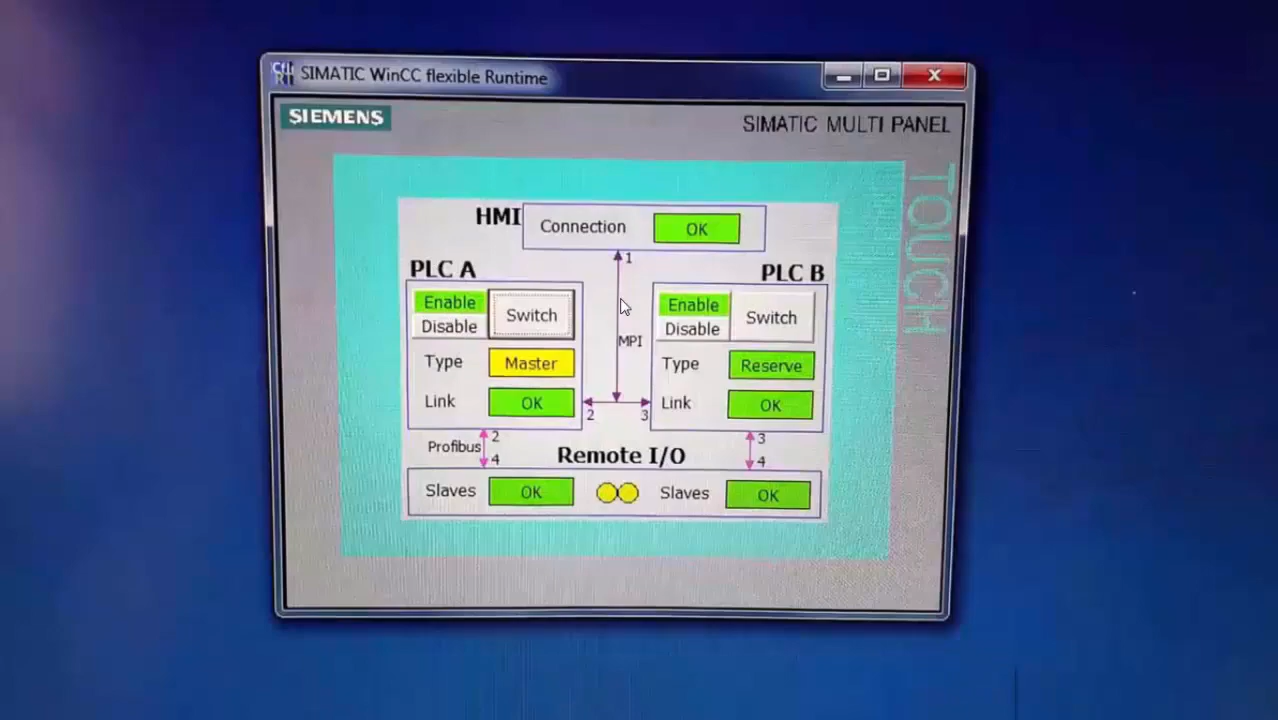 SIMATIC WinCC flexible Runtime
SIEMENS
SIMATIC MULTI PANEL
TOUCH
HMI
Connection
OK
1
PLC A
PLC B
Enable
Disable
Switch
Enable
Disable
Switch
MPI
Type
Master
Type
Reserve
Link
OK
Link
OK
2
3
Profibus
2
4
Remote I/O
3
4
Slaves
OK
Slaves
OK